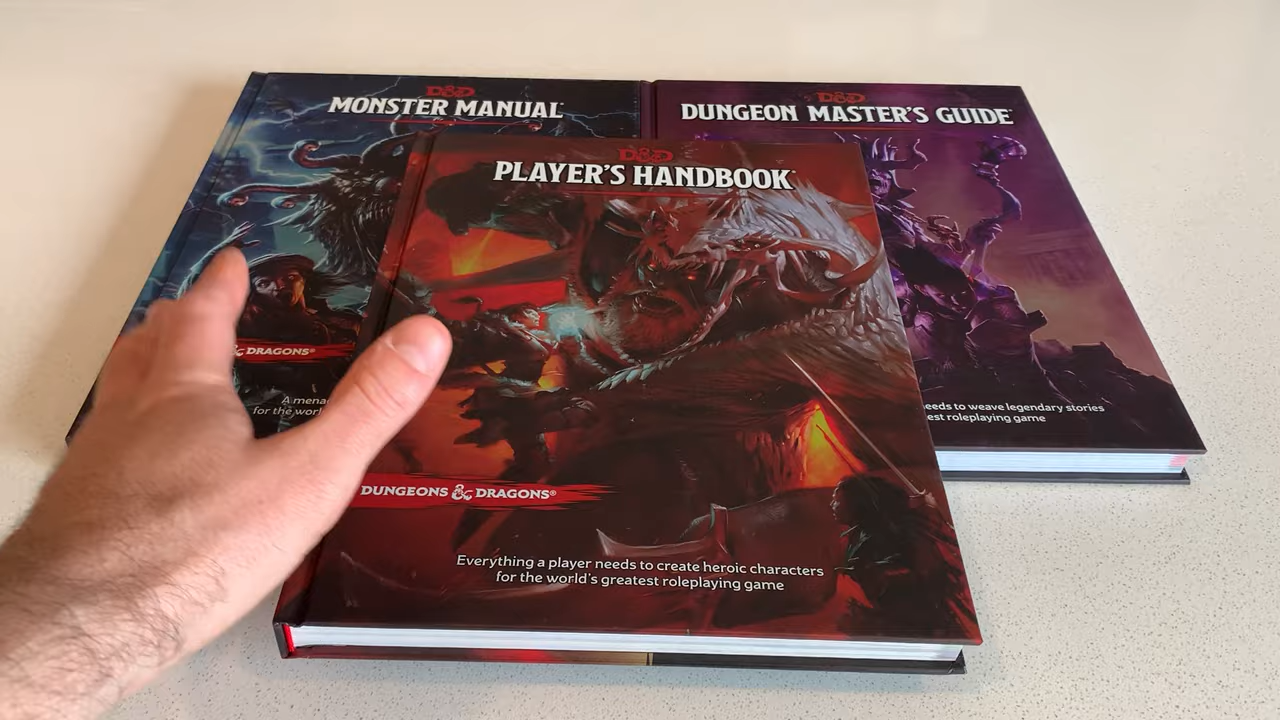 D&D
MONSTER MANUAL
& DRAGONS®
A mena
for the worl
D&D
DUNGEON MASTER'S GUIDE
eeds to weave legendary stories
est roleplaying game
D&D
PLAYER'S HANDBOOK
DUNGEONS & DRAGONS®
Everything a player needs to create heroic characters
for the world's greatest roleplaying game